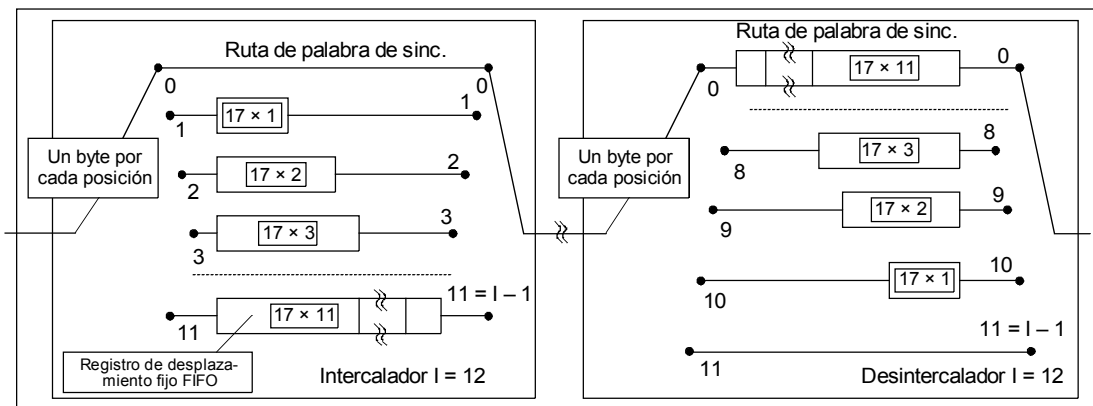 Ruta de palabra de sinc.
0
0
17 × 1
1
1
Un byte por
cada posición
17 × 2
2
2
17 × 3
3
3
11 = I – 1
17 × 11
11
Registro de desplaza-
miento fijo FIFO
Intercalador I = 12
Ruta de palabra de sinc.
17 × 11
0
0
Un byte por
cada posición
17 × 3
8
8
17 × 2
9
9
17 × 1
10
10
11 = I – 1
11
Desintercalador I = 12